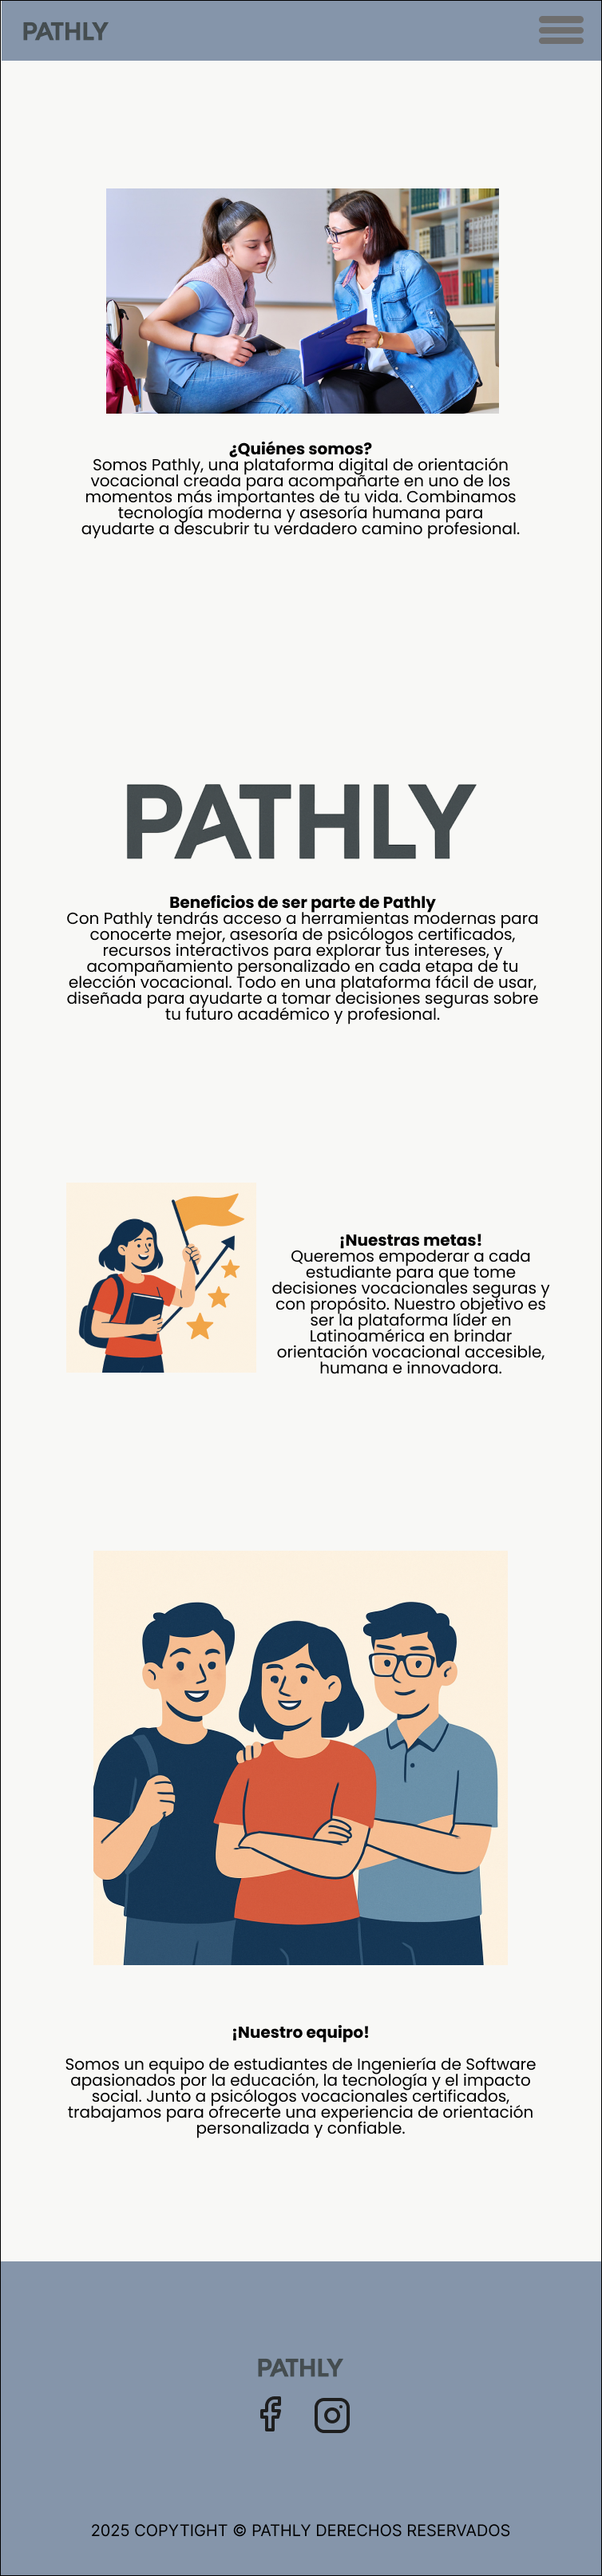 PATHLY
¿Quiénes somos?
Somos Pathly, una plataforma digital de orientación
vocacional creada para acompañarte en uno de los
momentos más importantes de tu vida. Combinamos
tecnología moderna y asesoría humana para
ayudarte a descubrir tu verdadero camino profesional.
PATHLY
Beneficios de ser parte de Pathly
Con Pathly tendrás acceso a herramientas modernas para
conocerte mejor, asesoría de psicólogos certificados,
recursos interactivos para explorar tus intereses, y
acompañamiento personalizado en cada etapa de tu
elección vocacional. Todo en una plataforma fácil de usar,
diseñada para ayudarte a tomar decisiones seguras sobre
tu futuro académico y profesional.
¡Nuestras metas!
Queremos empoderar a cada
estudiante para que tome
decisiones vocacionales seguras y
con propósito. Nuestro objetivo es
ser la plataforma líder en
Latinoamérica en brindar
orientación vocacional accesible,
humana e innovadora.
¡Nuestro equipo!
Somos un equipo de estudiantes de Ingeniería de Software
apasionados por la educación, la tecnología y el impacto
social. Junto a psicólogos vocacionales certificados,
trabajamos para ofrecerte una experiencia de orientación
personalizada y confiable.
PATHLY
2025 COPYTIGHT © PATHLY DERECHOS RESERVADOS